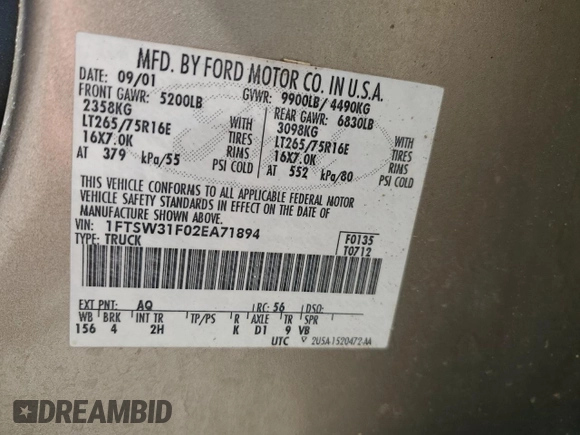 MFD. BY FORD MOTOR CO. IN U.S.A.
DATE: 09/01 GVWR: 9900LB/ 4490KG
FRONT GAWR: 5200LB REAR GAWR: 6830LB
2358KG WITH 3098KG WITH
LT265/75R16E TIRES LT265/75R16E TIRES
16X7.0K RIMS 16X7.0K RIMS
AT 379 kPa/55 PSI COLD AT 552 kPa/80 PSI COLD
THIS VEHICLE CONFORMS TO ALL APPLICABLE FEDERAL MOTOR
VEHICLE SAFETY STANDARDS IN EFFECT ON THE DATE OF
MANUFACTURE SHOWN ABOVE.
VIN: 1FTSW31F02EA71894 F0135
TYPE: TRUCK T0712
EXT PNT: AQ RC: 56 DSO:
WB BRK INT TR TP/PS R AXLE TR SPR
156 4 2H K D1 9 VB
UTC 2U5A-1520472-AA
DREAMBID